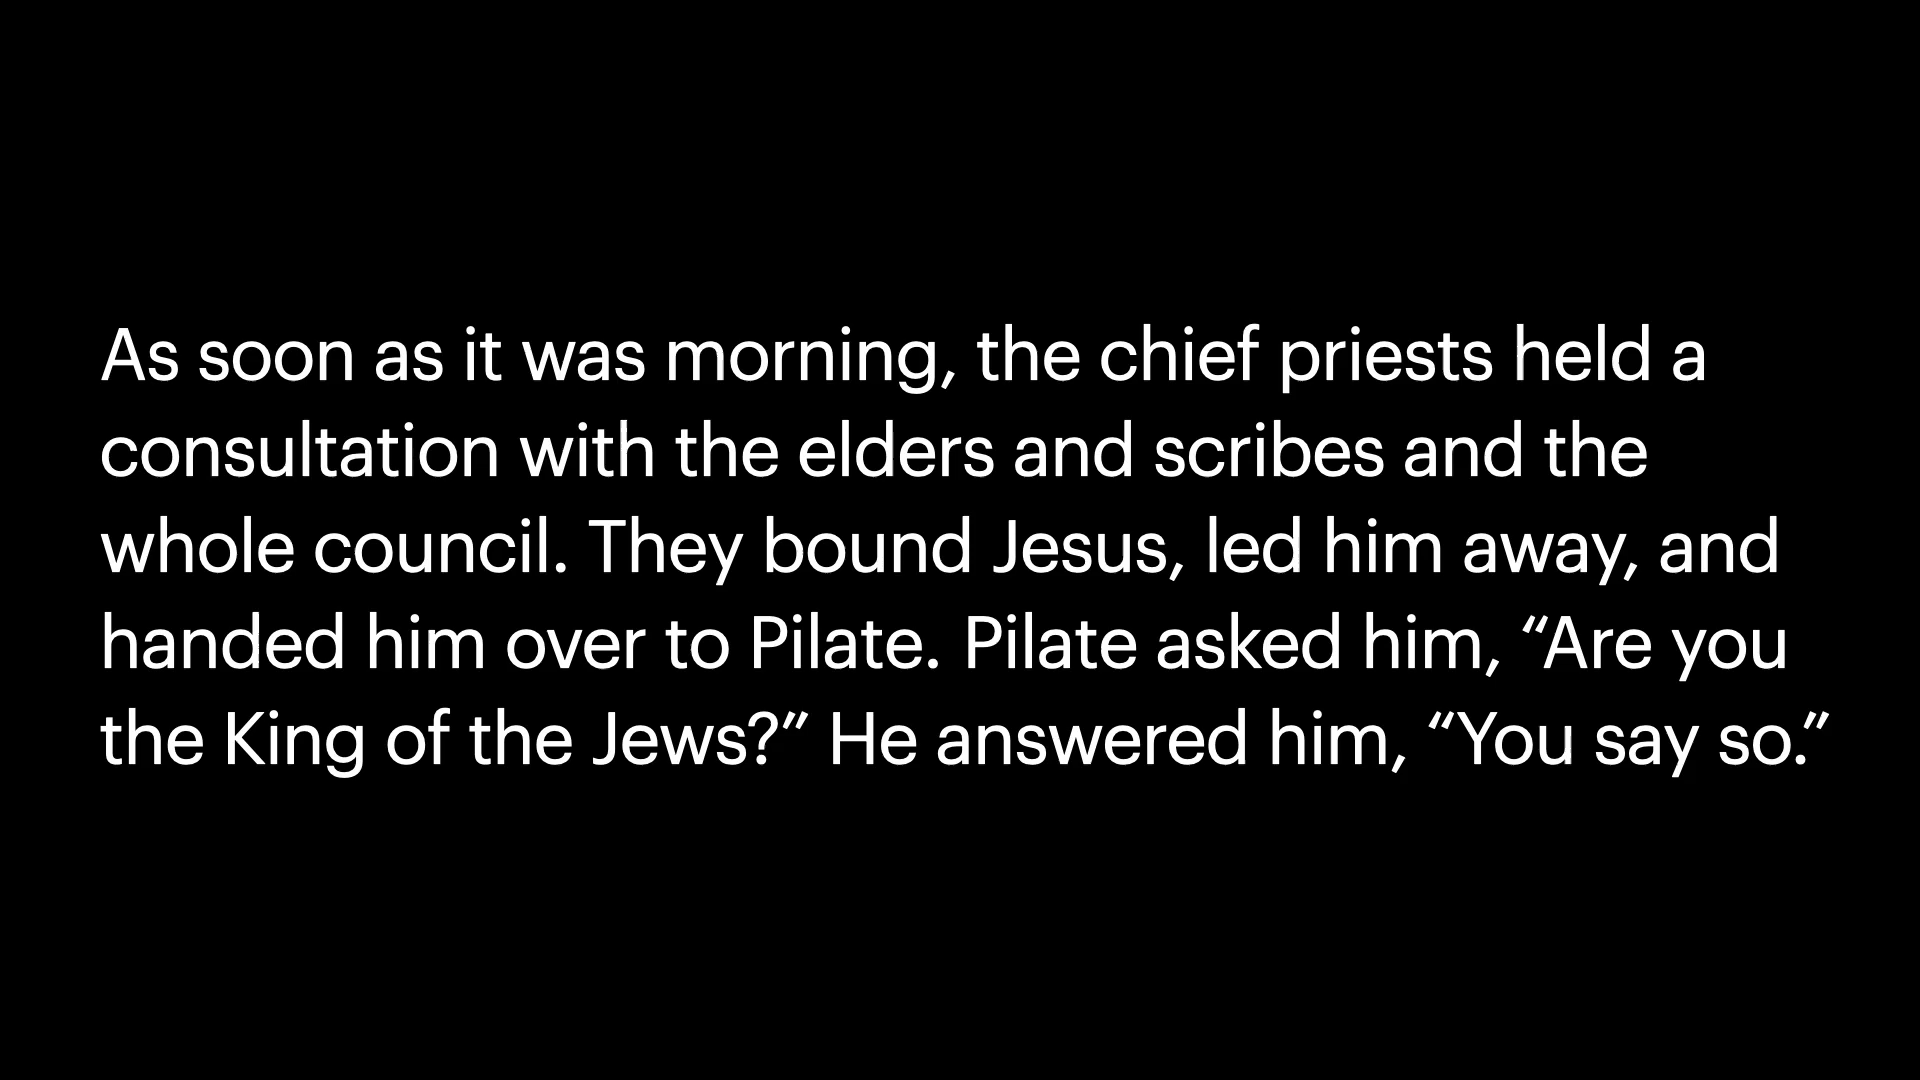 As soon as it was morning, the chief priests held a
consultation with the elders and scribes and the
whole council. They bound Jesus, led him away, and
handed him over to Pilate. Pilate asked him, “Are you
the King of the Jews?” He answered him, “You say so.”